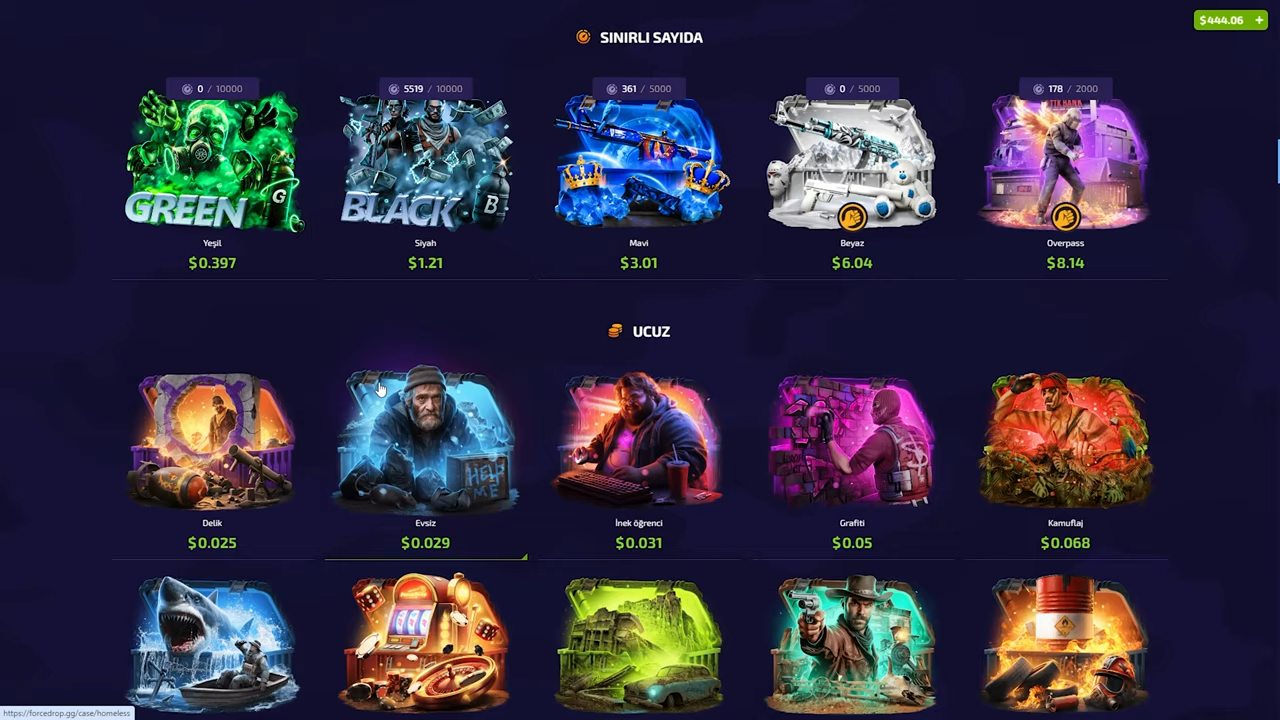 $444.06 +
SINIRLI SAYIDA
0 / 10000
5519 / 10000
361 / 5000
0 / 5000
178 / 2000
GREEN
G
BLACK
B
Yeşil
Siyah
Mavi
Beyaz
Overpass
$0.397
$1.21
$3.01
$6.04
$8.14
UCUZ
HELP
ME
Delik
Evsiz
İnek öğrenci
Grafiti
Kamuflaj
$0.025
$0.029
$0.031
$0.05
$0.068
https://forcedrop.gg/case/homeless